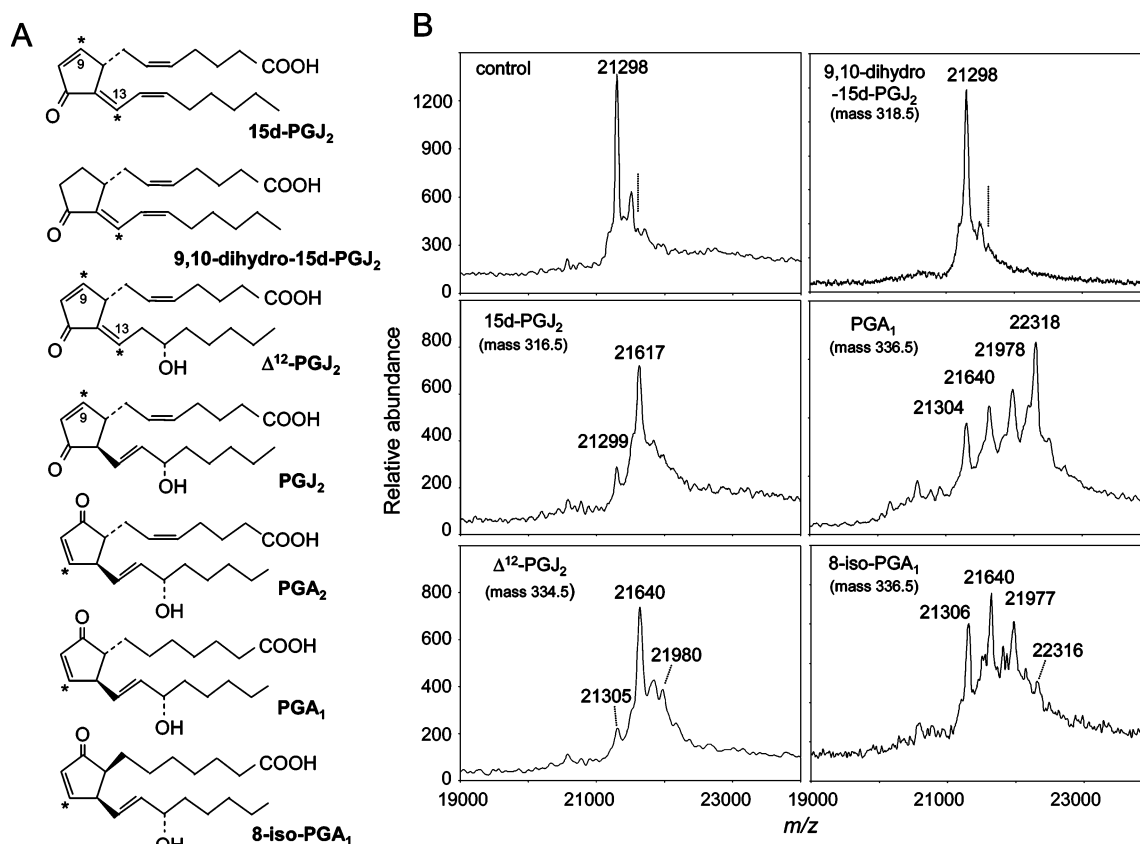 A
*
9
COOH
13
O
*
15d-PGJ2
COOH
O
*
9,10-dihydro-15d-PGJ2
*
9
COOH
13
O
*
OH
Δ12-PGJ2
*
9
COOH
O
OH
PGJ2
O
COOH
*
OH
PGA2
O
COOH
*
OH
PGA1
O
COOH
*
OH
8-iso-PGA1
B
Relative abundance
control
21298
1200
900
600
300
0
9,10-dihydro
-15d-PGJ2
(mass 318.5)
21298
15d-PGJ2
(mass 316.5)
21617
21299
800
600
400
200
0
PGA1
(mass 336.5)
22318
21978
21640
21304
Δ12-PGJ2
(mass 334.5)
21640
21980
21305
800
600
400
200
0
8-iso-PGA1
(mass 336.5)
21640
21306
21977
22316
19000 21000 23000 19000 21000 23000
m/z